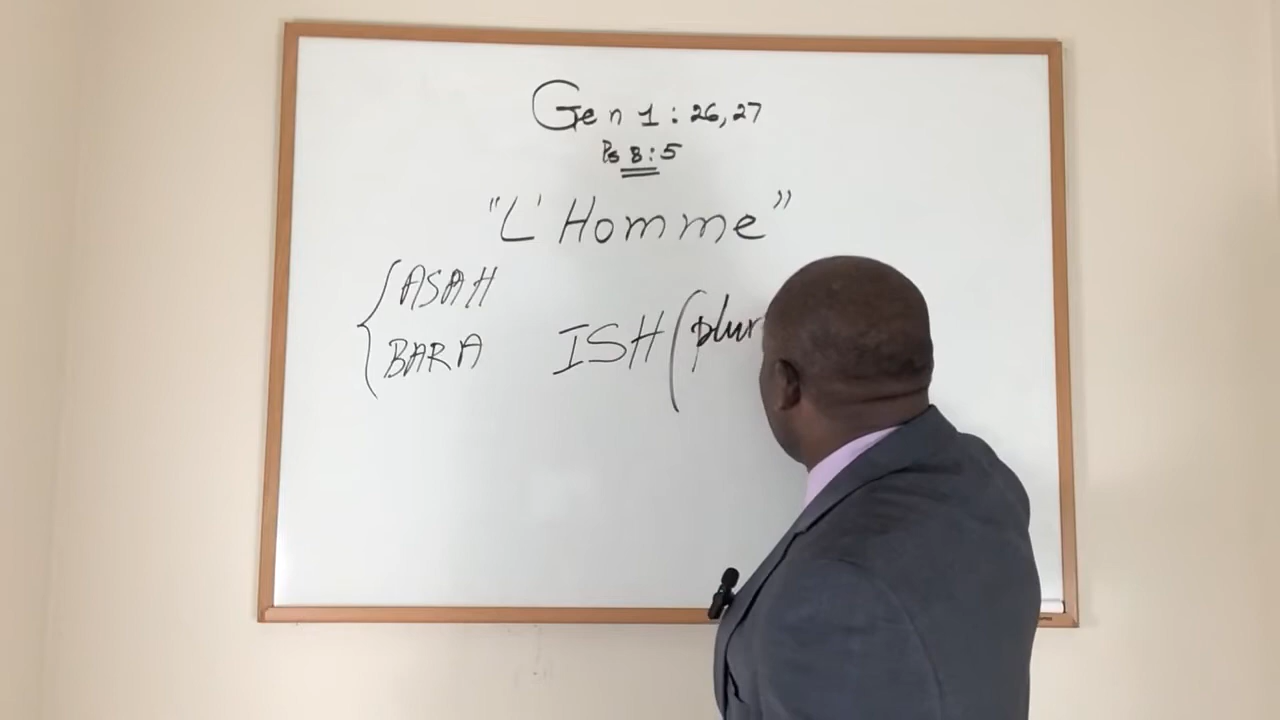 Gen 1 : 26,27
Ps 8:5
"L'Homme"
{ ASAH
BARA ISH (plur